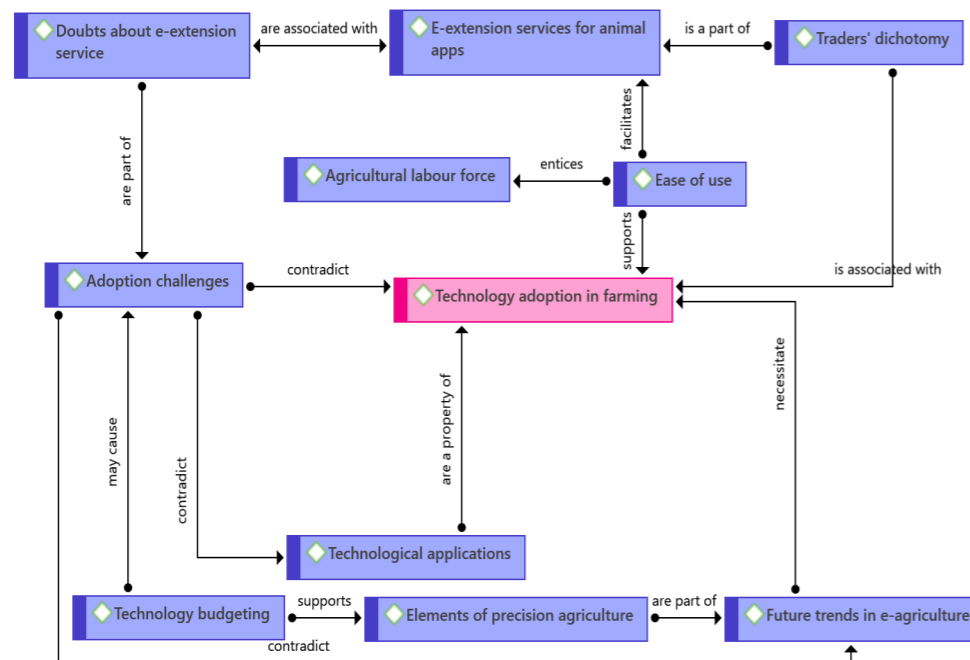 Doubts about e-extension
service
are associated with
E-extension services for animal
apps
is a part of
Traders' dichotomy
facilitates
are part of
Agricultural labour force
entices
Ease of use
supports
is associated with
Adoption challenges
contradict
Technology adoption in farming
necessitate
are a property of
may cause
contradict
Technological applications
Technology budgeting
supports
Elements of precision agriculture
are part of
Future trends in e-agriculture
contradict